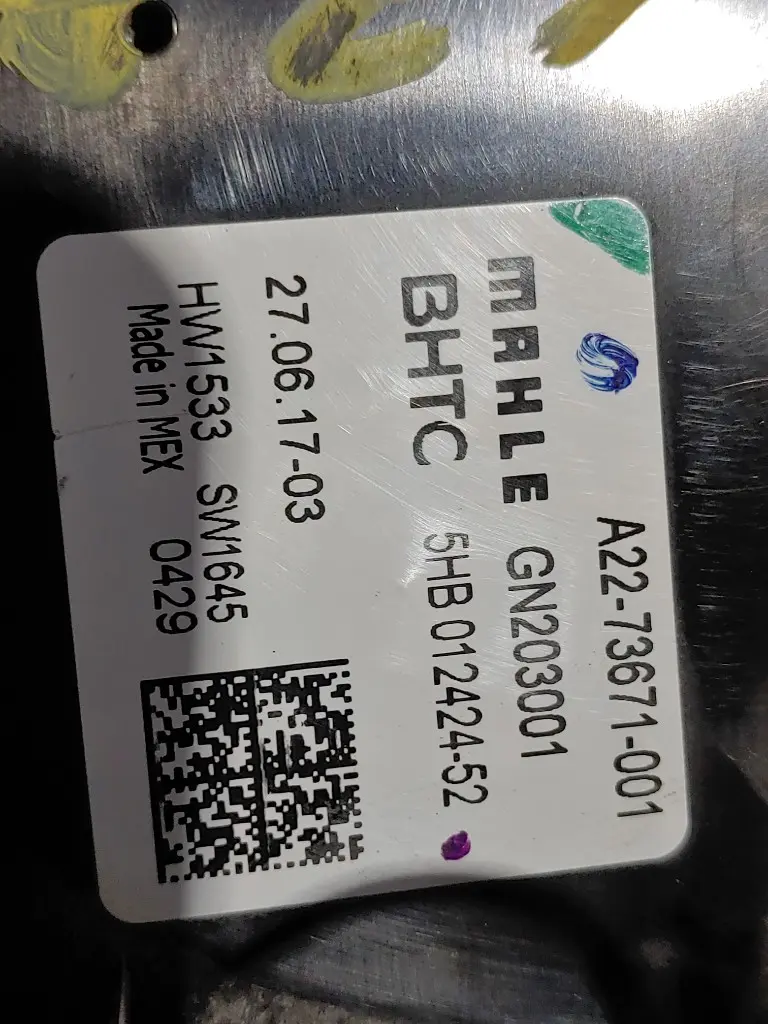 A22-73671-001
MAHLE GN203001
BHTC 5HB 012424-52
27.06.17-03
HW1533 SW1645
Made in MEX 0429